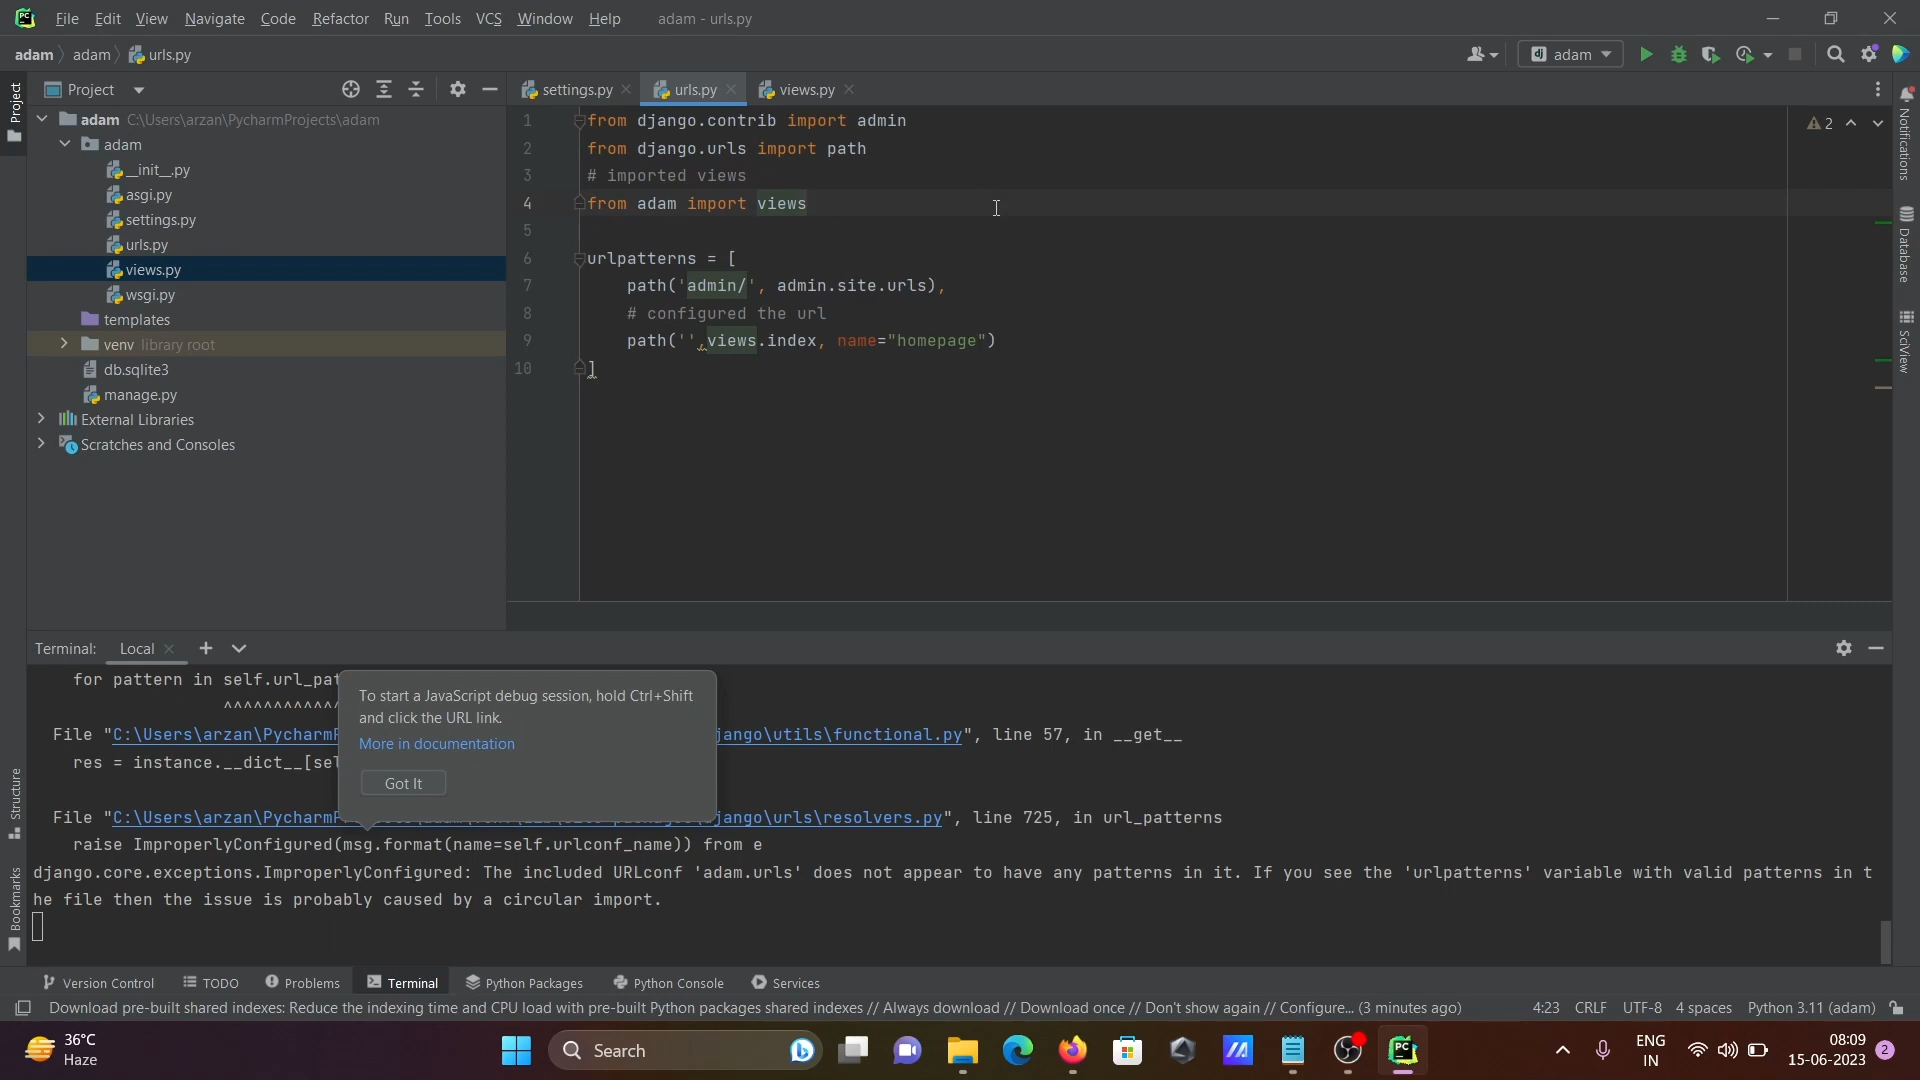 File Edit View Navigate Code Refactor Run Tools VCS Window Help adam - urls.py
adam adam urls.py adam
Project
Project
adam C:\Users\arzan\PycharmProjects\adam
adam
__init__.py
asgi.py
settings.py
urls.py
views.py
wsgi.py
templates
venv library root
db.sqlite3
manage.py
External Libraries
Scratches and Consoles
settings.py urls.py views.py
1 from django.contrib import admin
2 from django.urls import path
3 # imported views
4 from adam import views
5
6 urlpatterns = [
7 path('admin/', admin.site.urls),
8 # configured the url
9 path('',views.index, name="homepage")
10 ]
2
Notifications
Database
SciView
Structure
Bookmarks
Terminal: Local
for pattern in self.url_pat
^^^^^^^^^^^^
File "C:\Users\arzan\Pycharm jango\utils\functional.py", line 57, in __get__
res = instance.__dict__[sel
File "C:\Users\arzan\Pycharm jango\urls\resolvers.py", line 725, in url_patterns
raise ImproperlyConfigured(msg.format(name=self.urlconf_name)) from e
django.core.exceptions.ImproperlyConfigured: The included URLconf 'adam.urls' does not appear to have any patterns in it. If you see the 'urlpatterns' variable with valid patterns in t
he file then the issue is probably caused by a circular import.
To start a JavaScript debug session, hold Ctrl+Shift
and click the URL link.
More in documentation
Got It
Version Control TODO Problems Terminal Python Packages Python Console Services
Download pre-built shared indexes: Reduce the indexing time and CPU load with pre-built Python packages shared indexes // Always download // Download once // Don't show again // Configure... (3 minutes ago) 4:23 CRLF UTF-8 4 spaces Python 3.11 (adam)
36°C
Haze
Search
ENG
IN
08:09
15-06-2023
2